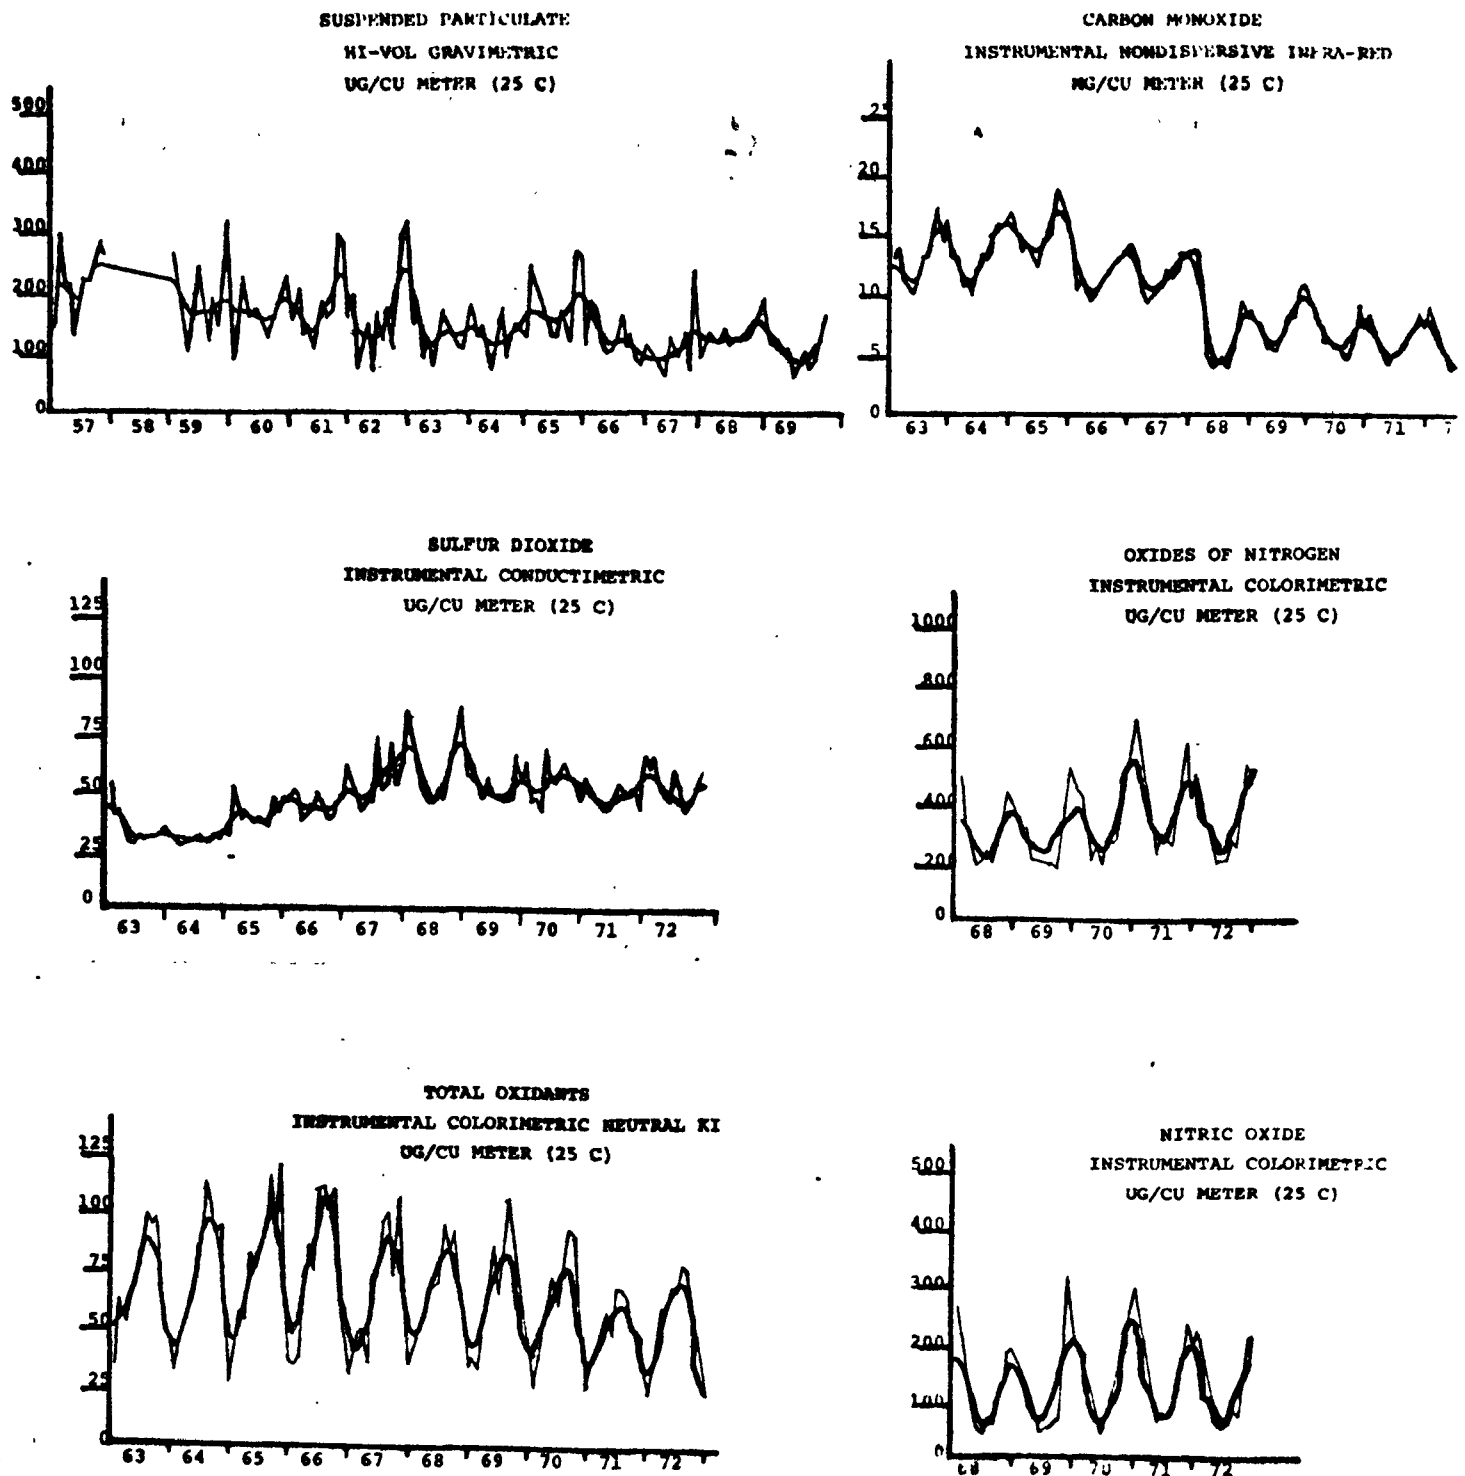 SUSPENDED PARTICULATE
HI-VOL GRAVIMETRIC
UG/CU METER (25 C)
500
400
300
200
100
0
57 58 59 60 61 62 63 64 65 66 67 68 69
CARBON MONOXIDE
INSTRUMENTAL NONDISPERSIVE INFRA-RED
MG/CU METER (25 C)
25
20
15
10
5
0
63 64 65 66 67 68 69 70 71 7
SULFUR DIOXIDE
INSTRUMENTAL CONDUCTIMETRIC
UG/CU METER (25 C)
125
100
75
50
25
0
63 64 65 66 67 68 69 70 71 72
OXIDES OF NITROGEN
INSTRUMENTAL COLORIMETRIC
UG/CU METER (25 C)
1000
800
600
400
200
0
68 69 70 71 72
TOTAL OXIDANTS
INSTRUMENTAL COLORIMETRIC NEUTRAL KI
UG/CU METER (25 C)
125
100
75
50
25
0
63 64 65 66 67 68 69 70 71 72
NITRIC OXIDE
INSTRUMENTAL COLORIMETRIC
UG/CU METER (25 C)
500
400
300
200
100
0
68 69 70 71 72